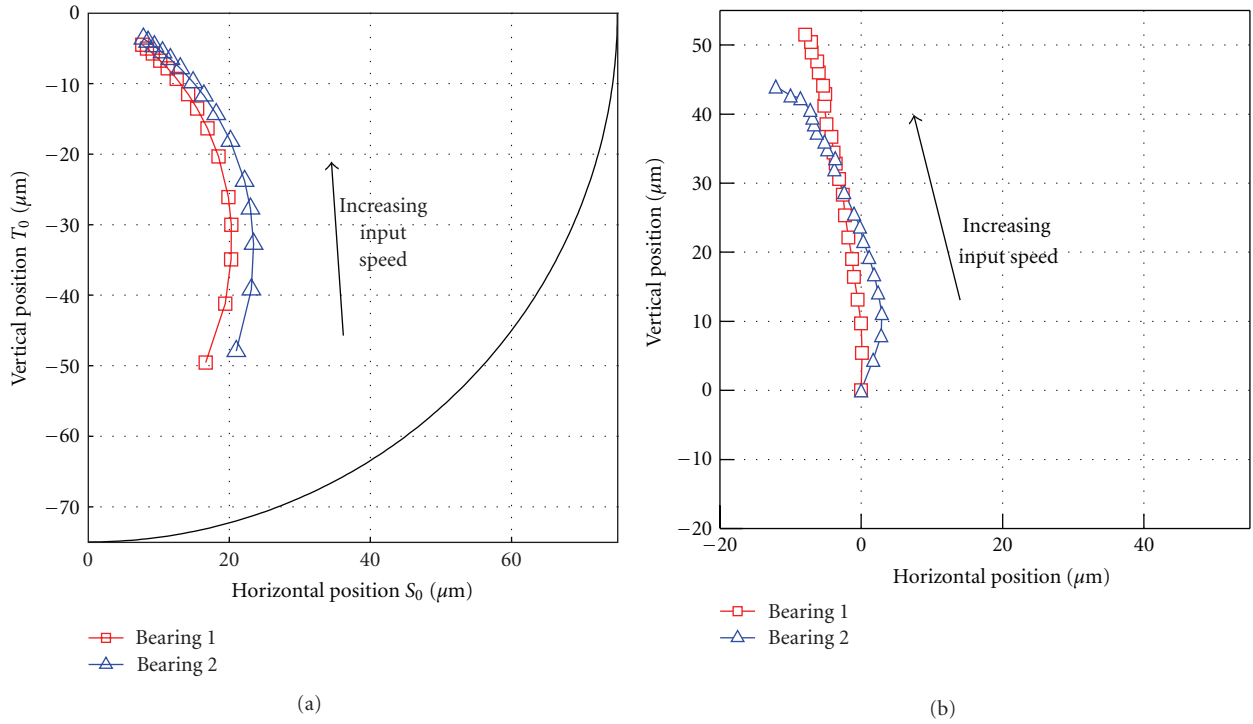 0
−10
−20
−30
−40
−50
−60
−70
0
20
40
60
Vertical position T₀ (μm)
Horizontal position S₀ (μm)
Increasing
input
speed
Bearing 1
Bearing 2
(a)
50
40
30
20
10
0
−10
−20
−20
0
20
40
Vertical position (μm)
Horizontal position (μm)
Increasing
input speed
Bearing 1
Bearing 2
(b)